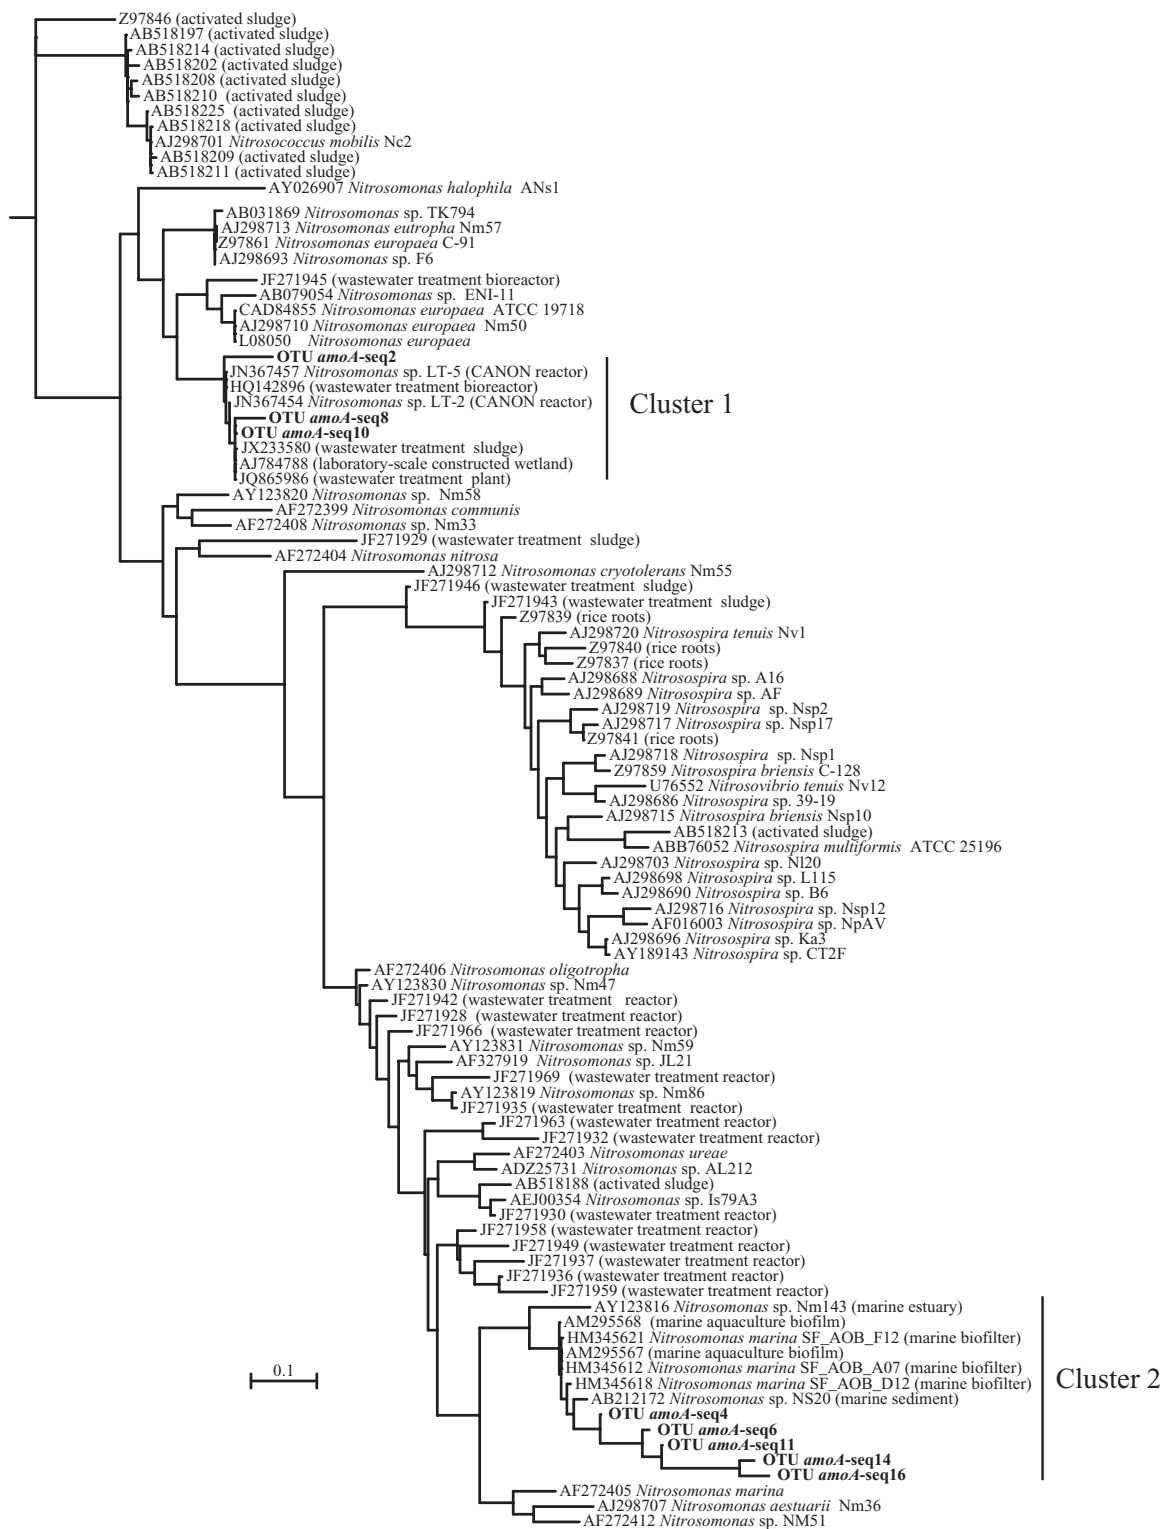 Z97846 (activated sludge)
AB518197 (activated sludge)
AB518214 (activated sludge)
AB518202 (activated sludge)
AB518208 (activated sludge)
AB518210 (activated sludge)
AB518225 (activated sludge)
AB518218 (activated sludge)
AJ298701 Nitrosococcus mobilis Nc2
AB518209 (activated sludge)
AB518211 (activated sludge)
AY026907 Nitrosomonas halophila ANs1
AB031869 Nitrosomonas sp. TK794
AJ298713 Nitrosomonas eutropha Nm57
Z97861 Nitrosomonas europaea C-91
AJ298693 Nitrosomonas sp. F6
JF271945 (wastewater treatment bioreactor)
AB079054 Nitrosomonas sp. ENI-11
CAD84855 Nitrosomonas europaea ATCC 19718
AJ298710 Nitrosomonas europaea Nm50
L08050 Nitrosomonas europaea
OTU amoA-seq2
JN367457 Nitrosomonas sp. LT-5 (CANON reactor)
HQ142896 (wastewater treatment bioreactor)
JN367454 Nitrosomonas sp. LT-2 (CANON reactor)
Cluster 1
OTU amoA-seq8
OTU amoA-seq10
JX233580 (wastewater treatment sludge)
AJ784788 (laboratory-scale constructed wetland)
JQ865986 (wastewater treatment plant)
AY123820 Nitrosomonas sp. Nm58
AF272399 Nitrosomonas communis
AF272408 Nitrosomonas sp. Nm33
JF271929 (wastewater treatment sludge)
AF272404 Nitrosomonas nitrosa
AJ298712 Nitrosomonas cryotolerans Nm55
JF271946 (wastewater treatment sludge)
JF271943 (wastewater treatment sludge)
Z97839 (rice roots)
AJ298720 Nitrosospira tenuis Nv1
Z97840 (rice roots)
Z97837 (rice roots)
AJ298688 Nitrosospira sp. A16
AJ298689 Nitrosospira sp. AF
AJ298719 Nitrosospira sp. Nsp2
AJ298717 Nitrosospira sp. Nsp17
Z97841 (rice roots)
AJ298718 Nitrosospira sp. Nsp1
Z97859 Nitrosospira briensis C-128
U76552 Nitrosovibrio tenuis Nv12
AJ298686 Nitrosospira sp. 39-19
AJ298715 Nitrosospira briensis Nsp10
AB518213 (activated sludge)
ABB76052 Nitrosospira multiformis ATCC 25196
AJ298703 Nitrosospira sp. Nl20
AJ298698 Nitrosospira sp. L115
AJ298690 Nitrosospira sp. B6
AJ298716 Nitrosospira sp. Nsp12
AF016003 Nitrosospira sp. NpAV
AJ298696 Nitrosospira sp. Ka3
AY189143 Nitrosospira sp. CT2F
AF272406 Nitrosomonas oligotropha
AY123830 Nitrosomonas sp. Nm47
JF271942 (wastewater treatment reactor)
JF271928 (wastewater treatment reactor)
JF271966 (wastewater treatment reactor)
AY123831 Nitrosomonas sp. Nm59
AF327919 Nitrosomonas sp. JL21
JF271969 (wastewater treatment reactor)
AY123819 Nitrosomonas sp. Nm86
JF271935 (wastewater treatment reactor)
JF271963 (wastewater treatment reactor)
JF271932 (wastewater treatment reactor)
AF272403 Nitrosomonas ureae
ADZ25731 Nitrosomonas sp. AL212
AB518188 (activated sludge)
AEJ00354 Nitrosomonas sp. Is79A3
JF271930 (wastewater treatment reactor)
JF271958 (wastewater treatment reactor)
JF271949 (wastewater treatment reactor)
JF271937 (wastewater treatment reactor)
JF271936 (wastewater treatment reactor)
JF271959 (wastewater treatment reactor)
AY123816 Nitrosomonas sp. Nm143 (marine estuary)
AM295568 (marine aquaculture biofilm)
HM345621 Nitrosomonas marina SF_AOB_F12 (marine biofilter)
AM295567 (marine aquaculture biofilm)
HM345612 Nitrosomonas marina SF_AOB_A07 (marine biofilter)
0.1
Cluster 2
HM345618 Nitrosomonas marina SF_AOB_D12 (marine biofilter)
AB212172 Nitrosomonas sp. NS20 (marine sediment)
OTU amoA-seq4
OTU amoA-seq6
OTU amoA-seq11
OTU amoA-seq14
OTU amoA-seq16
AF272405 Nitrosomonas marina
AJ298707 Nitrosomonas aestuarii Nm36
AF272412 Nitrosomonas sp. NM51